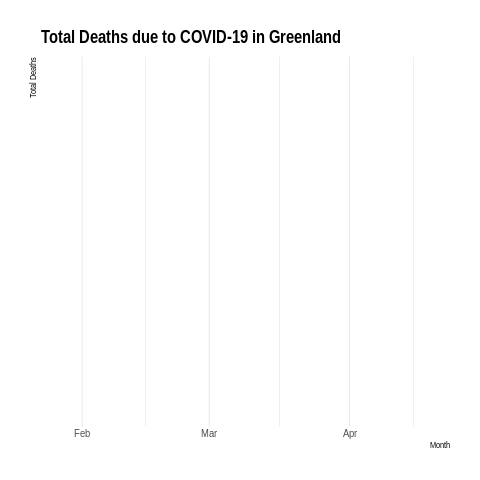 Total Deaths due to COVID-19 in Greenland
Total Deaths
Feb Mar Apr
Month